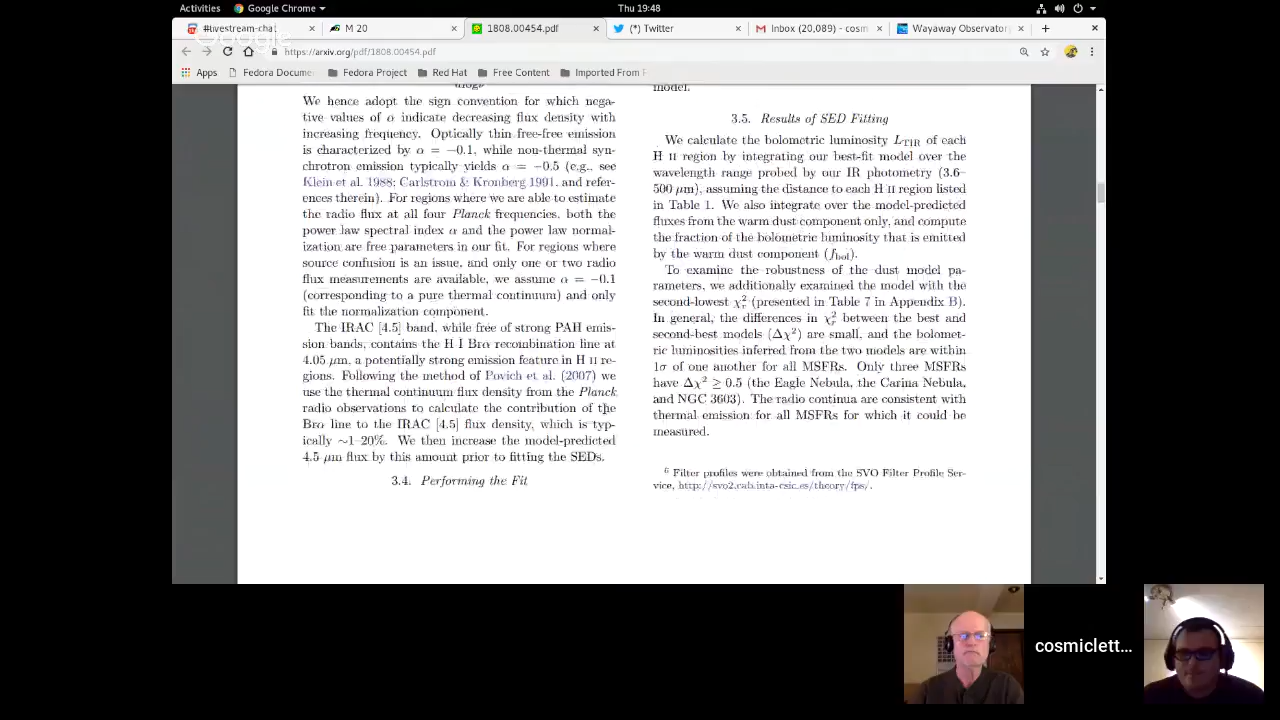 Activities
Google Chrome
Thu 19:48
#livestream-chat
M 20
1808.00454.pdf
(*) Twitter
Inbox (20,089) - cosm
Wayaway Observator
Google
https://arxiv.org/pdf/1808.00454.pdf
Apps
Fedora Docume
Fedora Project
Red Hat
Free Content
Imported From F
We hence adopt the sign convention for which nega-
tive values of α indicate decreasing flux density with
increasing frequency. Optically thin free-free emission
is characterized by α = −0.1, while non-thermal syn-
chrotron emission typically yields α = −0.5 (e.g., see
Klein et al. 1988; Carlstrom & Kronberg 1991, and refer-
ences therein). For regions where we are able to estimate
the radio flux at all four Planck frequencies, both the
power law spectral index α and the power law normal-
ization are free parameters in our fit. For regions where
source confusion is an issue, and only one or two radio
flux measurements are available, we assume α = −0.1
(corresponding to a pure thermal continuum) and only
fit the normalization component.
The IRAC [4.5] band, while free of strong PAH emis-
sion bands, contains the H I Brα recombination line at
4.05 μm, a potentially strong emission feature in H II re-
gions. Following the method of Povich et al. (2007) we
use the thermal continuum flux density from the Planck
radio observations to calculate the contribution of the
Brα line to the IRAC [4.5] flux density, which is typ-
ically ~1–20%. We then increase the model-predicted
4.5 μm flux by this amount prior to fitting the SEDs.
3.4. Performing the Fit
model.
3.5. Results of SED Fitting
We calculate the bolometric luminosity LTIR of each
H II region by integrating our best-fit model over the
wavelength range probed by our IR photometry (3.6–
500 μm), assuming the distance to each H II region listed
in Table 1. We also integrate over the model-predicted
fluxes from the warm dust component only, and compute
the fraction of the bolometric luminosity that is emitted
by the warm dust component (fbol).
To examine the robustness of the dust model pa-
rameters, we additionally examined the model with the
second-lowest χ²r (presented in Table 7 in Appendix B).
In general, the differences in χ²r between the best and
second-best models (Δχ²) are small, and the bolomet-
ric luminosities inferred from the two models are within
1σ of one another for all MSFRs. Only three MSFRs
have Δχ² ≥ 0.5 (the Eagle Nebula, the Carina Nebula,
and NGC 3603). The radio continua are consistent with
thermal emission for all MSFRs for which it could be
measured.
6 Filter profiles were obtained from the SVO Filter Profile Ser-
vice, http://svo2.cab.inta-csic.es/theory/fps/.
cosmiclett...